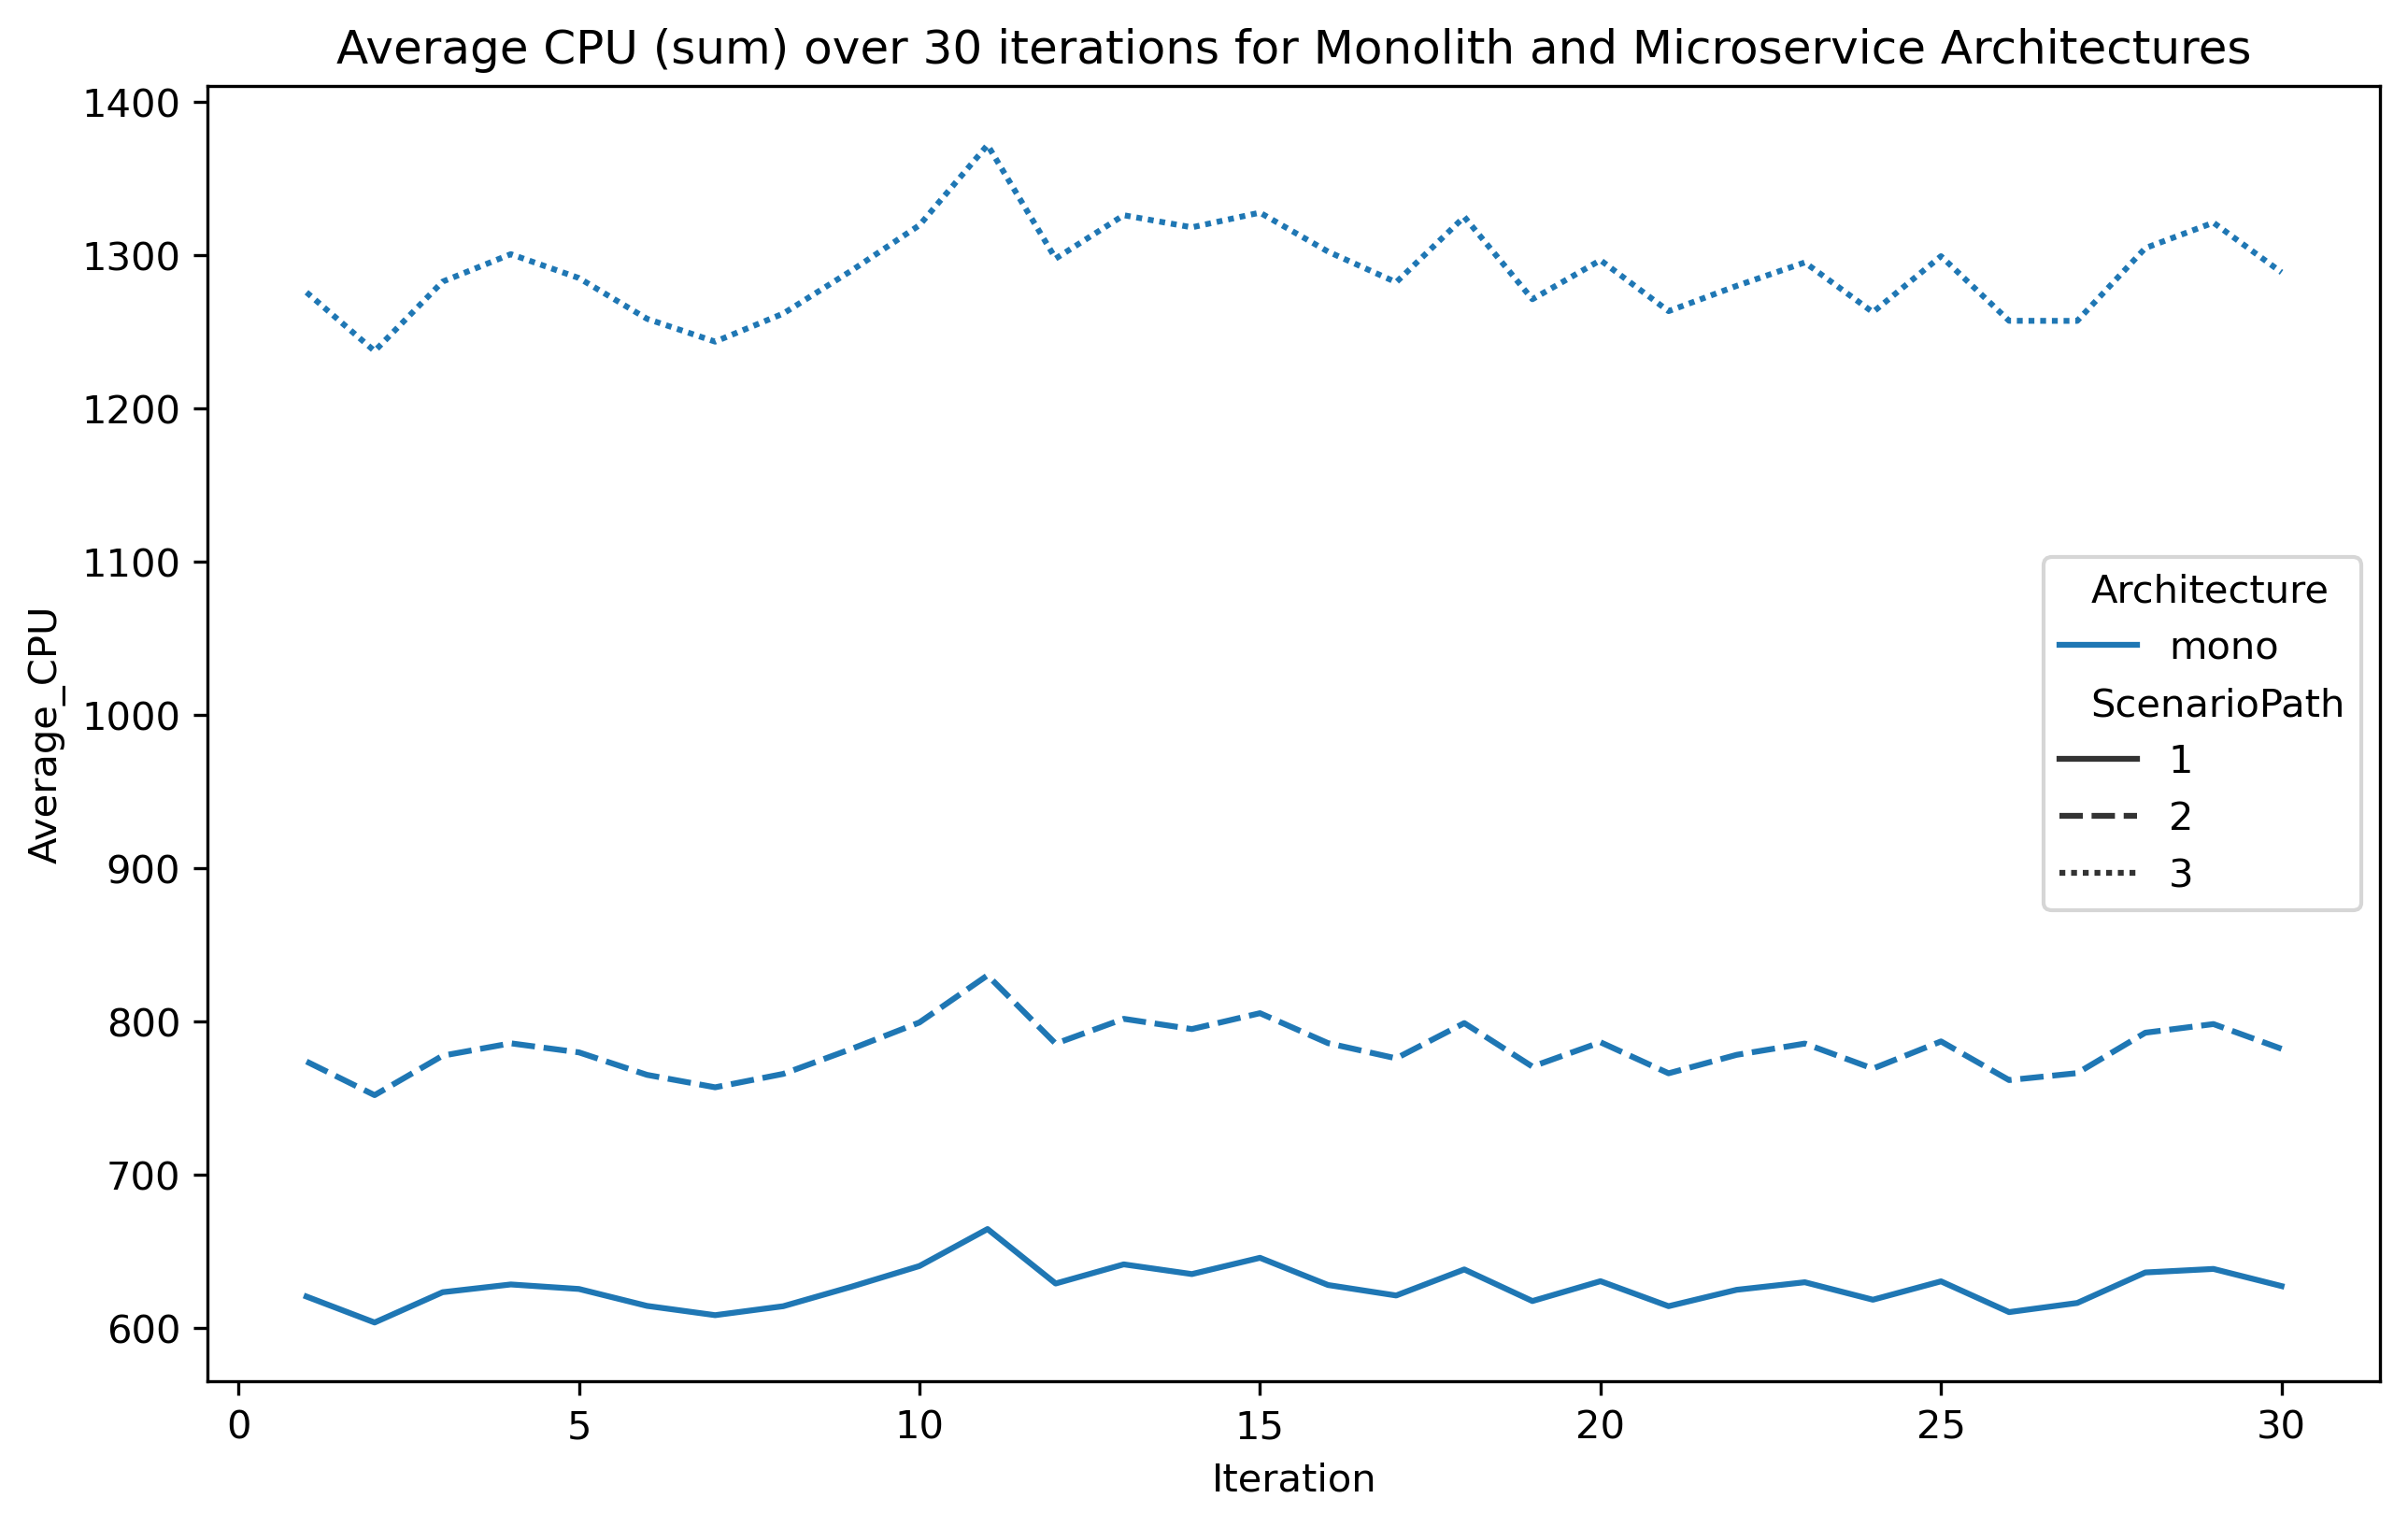 Average CPU (sum) over 30 iterations for Monolith and Microservice Architectures
1400
1300
1200
1100
1000
900
800
700
600
Average_CPU
Architecture
mono
ScenarioPath
1
2
3
0 5 10 15 20 25 30
Iteration